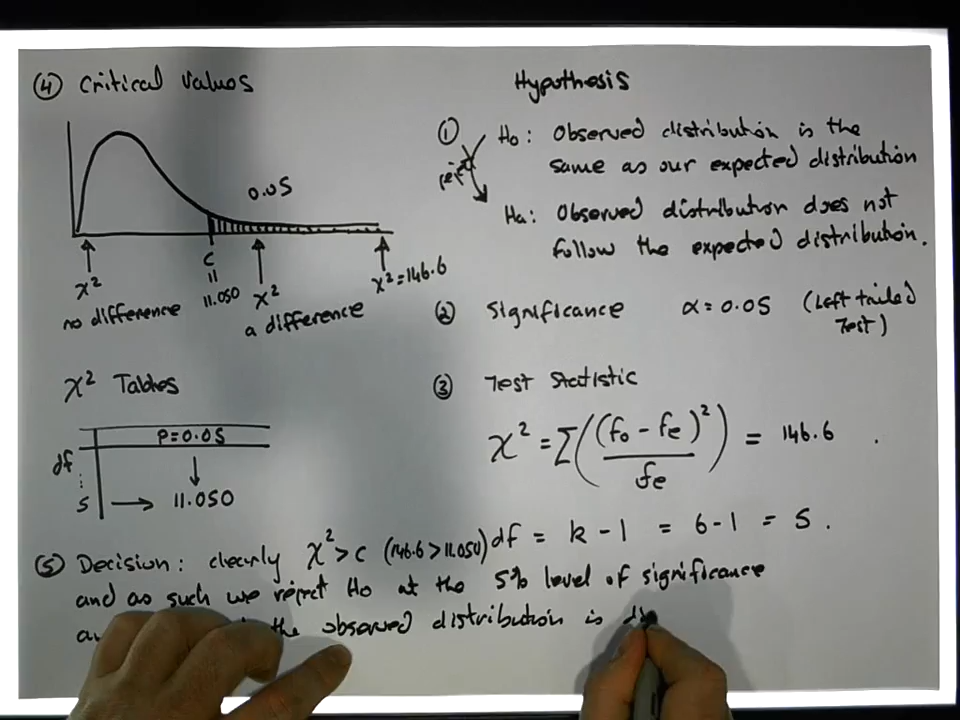 ④ Critical Values
0.05
C
=
11.050
χ²
no difference
χ²
a difference
χ²=146.6
χ² Tables
P=0.05
df
5 → 11.050
Hypothesis
① H₀: Observed distribution is the
same as our expected distribution
reject
Ha: Observed distribution does not
follow the expected distribution.
② Significance α=0.05 (Left tailed
Test)
③ Test Statistic
χ² = Σ((fo - fe)²/fe) = 146.6 .
df = k - 1 = 6-1 = 5 .
⑤ Decision: clearly χ²>c (146.6>11.050)
and as such we reject Ho at the 5% level of significance
the observed distribution is